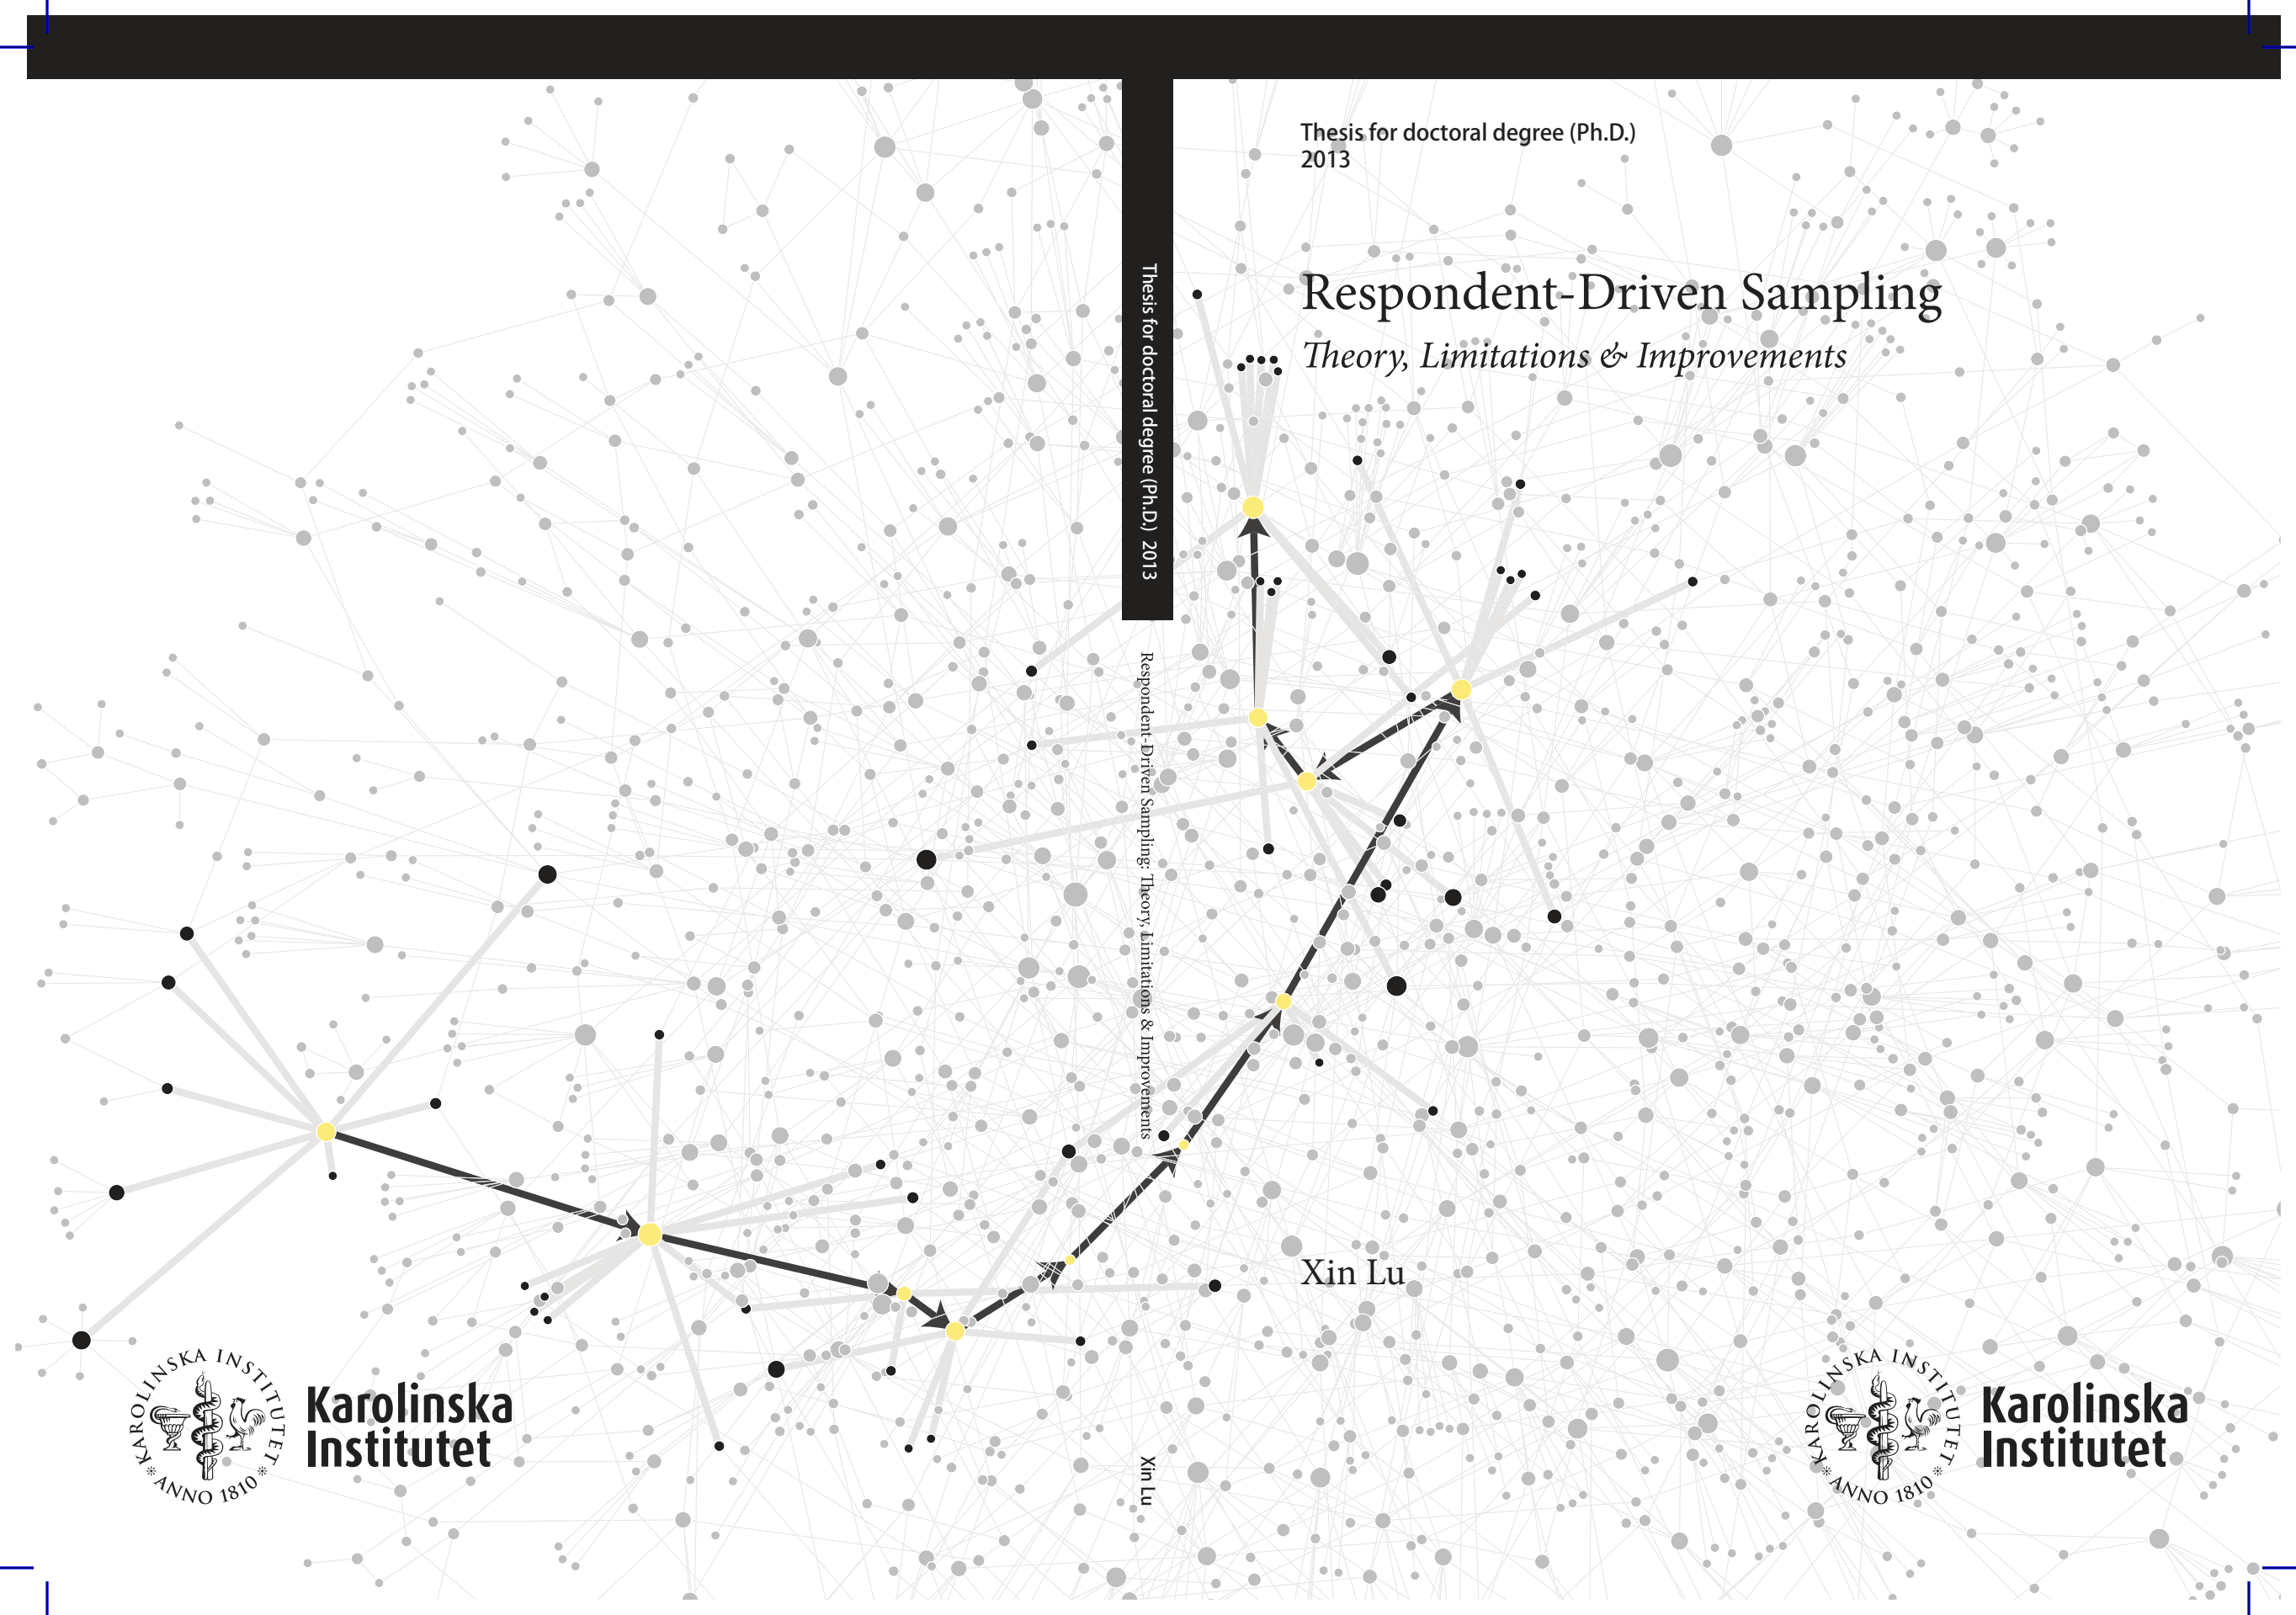 Thesis for doctoral degree (Ph.D.)
2013
Respondent-Driven Sampling
Theory, Limitations & Improvements
Xin Lu
KAROLINSKA INSTITUTET
* ANNO 1810 *
Karolinska
Institutet
Thesis for doctoral degree (Ph.D.) 2013
Respondent-Driven Sampling: Theory, Limitations & Improvements
Xin Lu
KAROLINSKA INSTITUTET
* ANNO 1810 *
Karolinska
Institutet